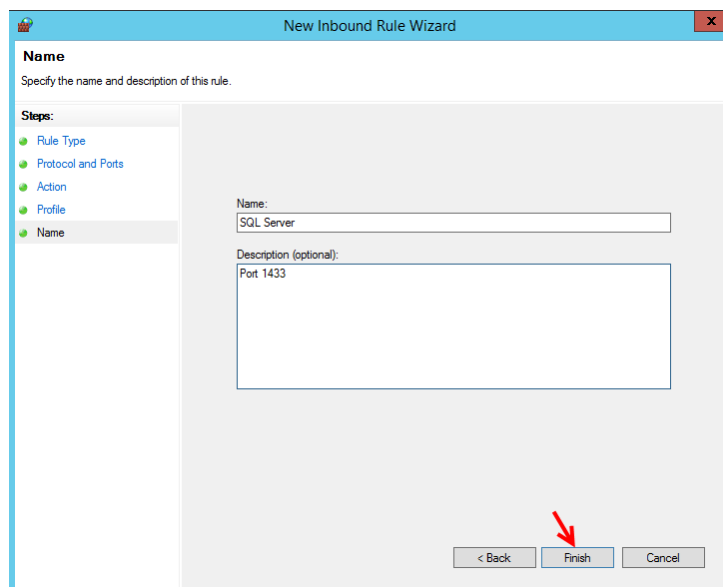 New Inbound Rule Wizard
x
Name
Specify the name and description of this rule.
Steps:
Rule Type
Protocol and Ports
Action
Profile
Name
Name:
SQL Server
Description (optional):
Port 1433
< Back
Finish
Cancel